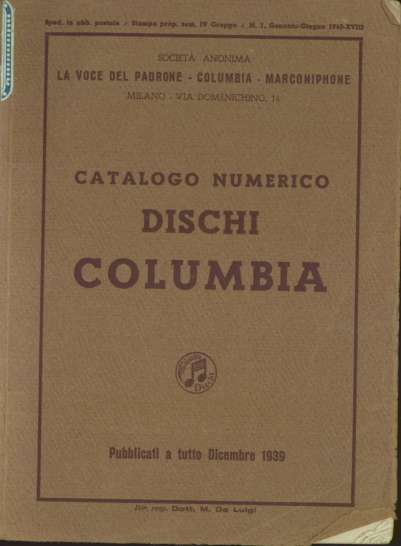 Sped. in abb. postale - Stampa prop. tem. IV Gruppo - N. 1, Gennaio-Giugno 1940-XVIII
SOCIETÀ ANONIMA
LA VOCE DEL PADRONE - COLUMBIA - MARCONIPHONE
MILANO - VIA DOMENICHINO, 14
CATALOGO NUMERICO
DISCHI
COLUMBIA
Pubblicati a tutto Dicembre 1939
Dir. resp. Dott. M. De Luigi